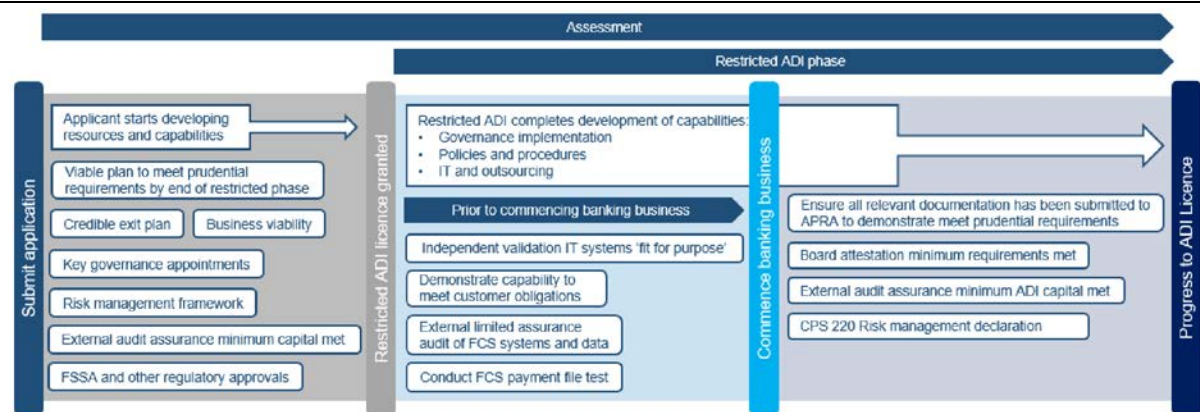 Assessment
Restricted ADI phase
Submit application
Applicant starts developing
resources and capabilities
Viable plan to meet prudential
requirements by end of restricted phase
Credible exit plan
Business viability
Key governance appointments
Risk management framework
External audit assurance minimum capital met
FSSA and other regulatory approvals
Restricted ADI licence granted
Restricted ADI completes development of capabilities:
• Governance implementation
• Policies and procedures
• IT and outsourcing
Prior to commencing banking business
Independent validation IT systems 'fit for purpose'
Demonstrate capability to
meet customer obligations
External limited assurance
audit of FCS systems and data
Conduct FCS payment file test
Commence banking business
Ensure all relevant documentation has been submitted to
APRA to demonstrate meet prudential requirements
Board attestation minimum requirements met
External audit assurance minimum ADI capital met
CPS 220 Risk management declaration
Progress to ADI Licence